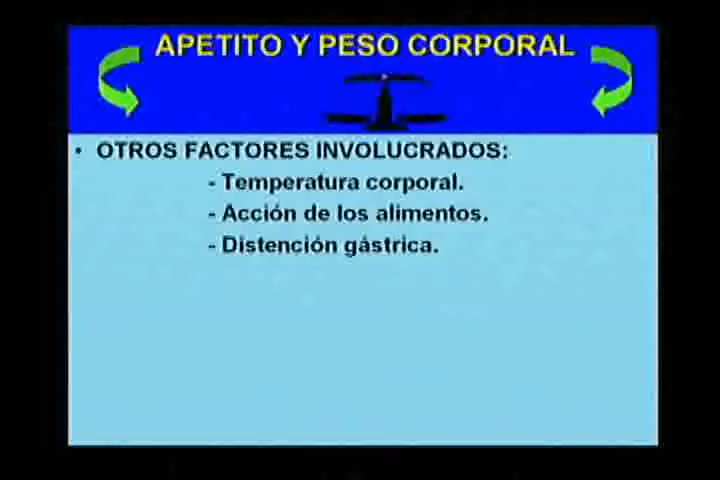 APETITO Y PESO CORPORAL
• OTROS FACTORES INVOLUCRADOS:
- Temperatura corporal.
- Acción de los alimentos.
- Distención gástrica.